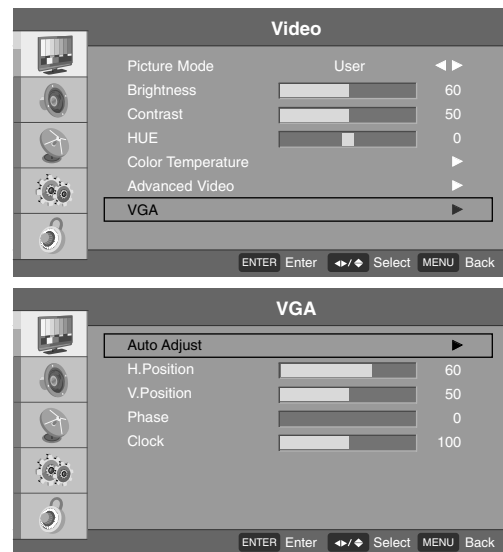 Video
Picture Mode User
Brightness 60
Contrast 50
HUE 0
Color Temperature
Advanced Video
VGA
ENTER Enter Select MENU Back
VGA
Auto Adjust
H.Position 60
V.Position 50
Phase 0
Clock 100
ENTER Enter Select MENU Back